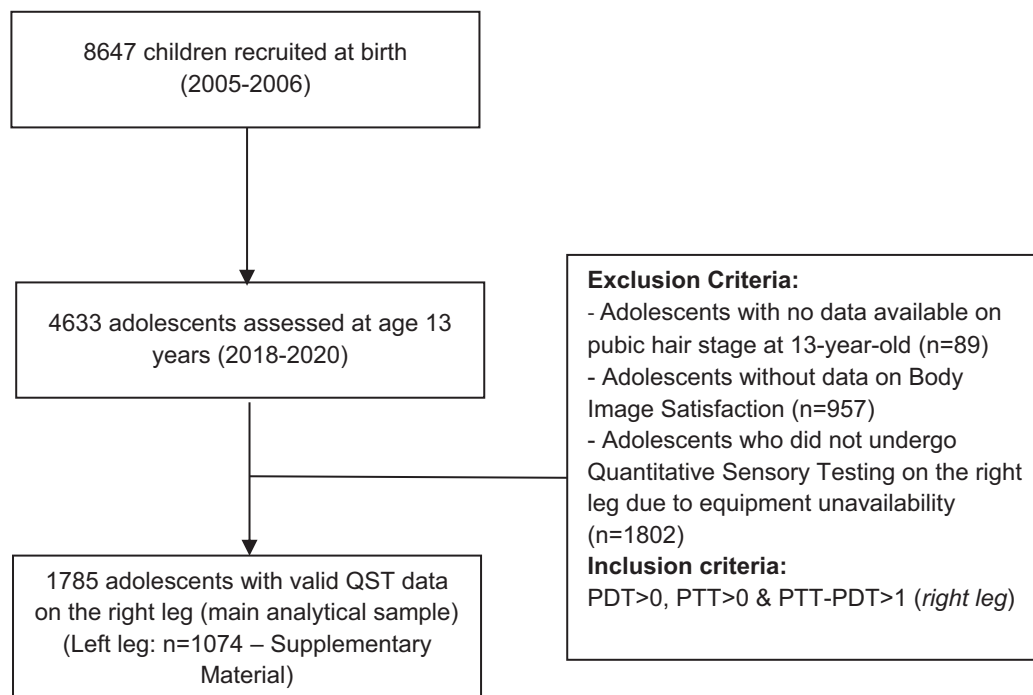 8647 children recruited at birth
(2005-2006)
4633 adolescents assessed at age 13
years (2018-2020)
Exclusion Criteria:
- Adolescents with no data available on
pubic hair stage at 13-year-old (n=89)
- Adolescents without data on Body
Image Satisfaction (n=957)
- Adolescents who did not undergo
Quantitative Sensory Testing on the right
leg due to equipment unavailability
(n=1802)
Inclusion criteria:
PDT>0, PTT>0 & PTT-PDT>1 (right leg)
1785 adolescents with valid QST data
on the right leg (main analytical sample)
(Left leg: n=1074 – Supplementary
Material)